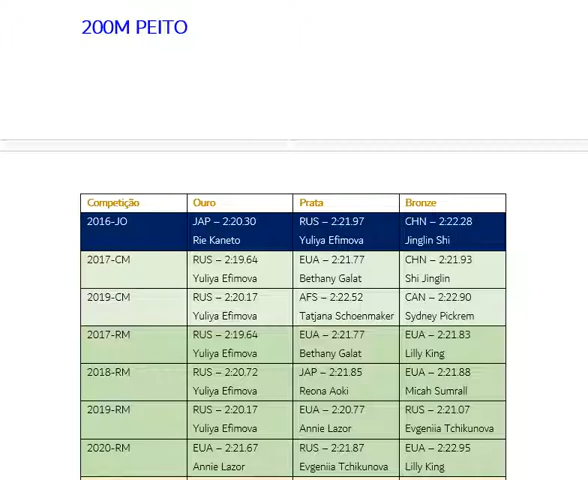 200M PEITO
Competição Ouro Prata Bronze
2016-JO JAP – 2:20.30 RUS – 2:21.97 CHN – 2:22.28
Rie Kaneto Yuliya Efimova Jinglin Shi
2017-CM RUS – 2:19.64 EUA – 2:21.77 CHN – 2:21.93
Yuliya Efimova Bethany Galat Shi Jinglin
2019-CM RUS – 2:20.17 AFS – 2:22.52 CAN – 2:22.90
Yuliya Efimova Tatjana Schoenmaker Sydney Pickrem
2017-RM RUS – 2:19.64 EUA – 2:21.77 EUA – 2:21.83
Yuliya Efimova Bethany Galat Lilly King
2018-RM RUS – 2:20.72 JAP – 2:21.85 EUA – 2:21.88
Yuliya Efimova Reona Aoki Micah Sumrall
2019-RM RUS – 2:20.17 EUA – 2:20.77 RUS – 2:21.07
Yuliya Efimova Annie Lazor Evgeniia Tchikunova
2020-RM EUA – 2:21.67 RUS – 2:21.87 EUA – 2:22.95
Annie Lazor Evgeniia Tchikunova Lilly King